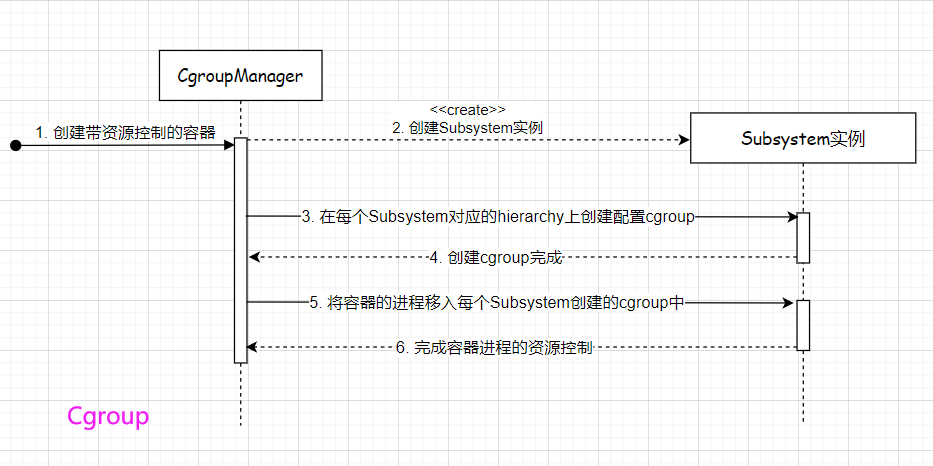 CgroupManager
<<create>>
1. 创建带资源控制的容器
2. 创建Subsystem实例
Subsystem实例
3. 在每个Subsystem对应的hierarchy上创建配置cgroup
4. 创建cgroup完成
5. 将容器的进程移入每个Subsystem创建的cgroup中
6. 完成容器进程的资源控制
Cgroup